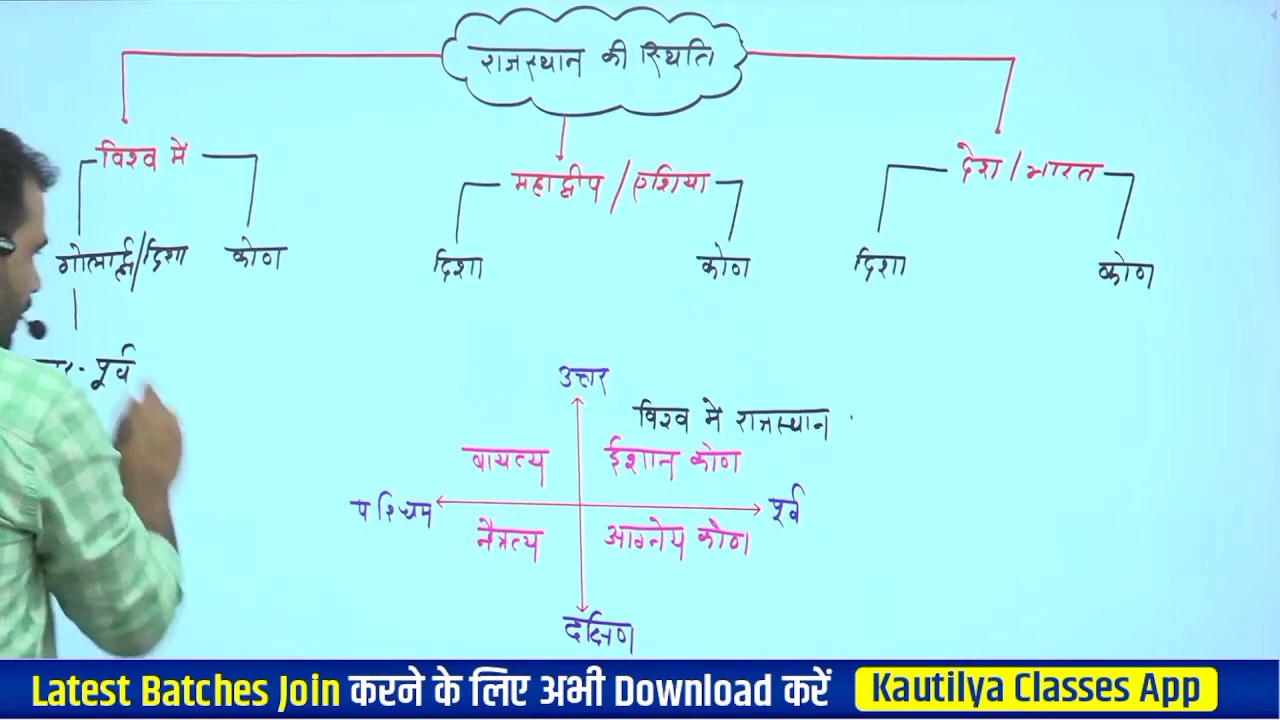 राजस्थान की स्थिति
विश्व में
महाद्वीप / एशिया
देश / भारत
गोलार्द्ध/दिशा
कोण
दिशा
कोण
दिशा
कोण
पूर्व
उत्तर
विश्व में राजस्थान
वायव्य
ईशान कोण
पश्चिम
पूर्व
नैऋत्य
आग्नेय कोण
दक्षिण
Latest Batches Join करने के लिए अभी Download करें
Kautilya Classes App